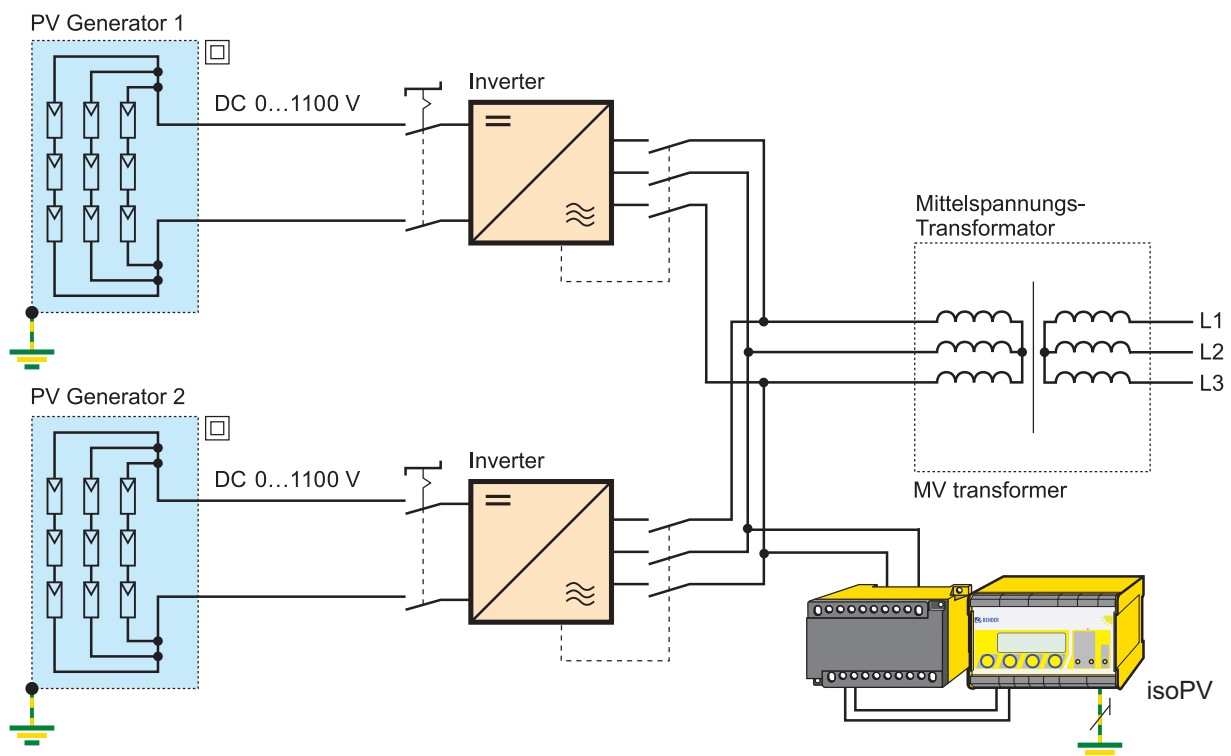 PV Generator 1
DC 0...1100 V
Inverter
Mittelspannungs-
Transformator
L1
L2
L3
MV transformer
PV Generator 2
DC 0...1100 V
Inverter
BENDER
isoPV